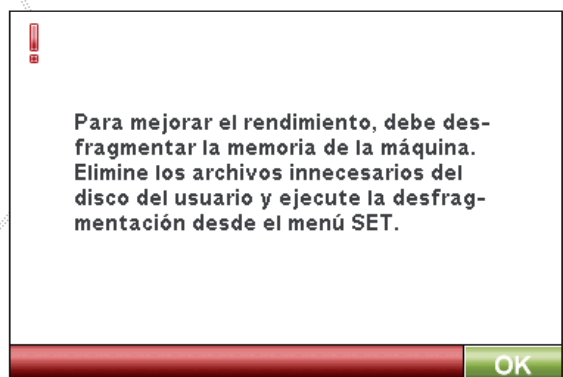 Para mejorar el rendimiento, debe des-
fragmentar la memoria de la máquina.
Elimine los archivos innecesarios del
disco del usuario y ejecute la desfrag-
mentación desde el menú SET.
OK